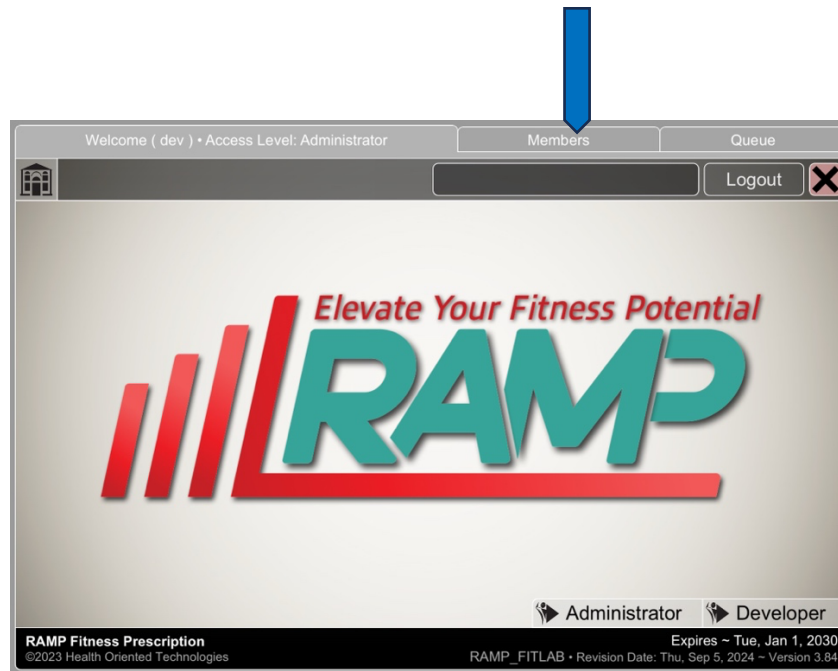 Welcome ( dev ) • Access Level: Administrator
Members
Queue
Logout
Elevate Your Fitness Potential
RAMP
Administrator
Developer
RAMP Fitness Prescription
Expires ~ Tue, Jan 1, 2030
©2023 Health Oriented Technologies
RAMP_FITLAB • Revision Date: Thu, Sep 5, 2024 ~ Version 3.84